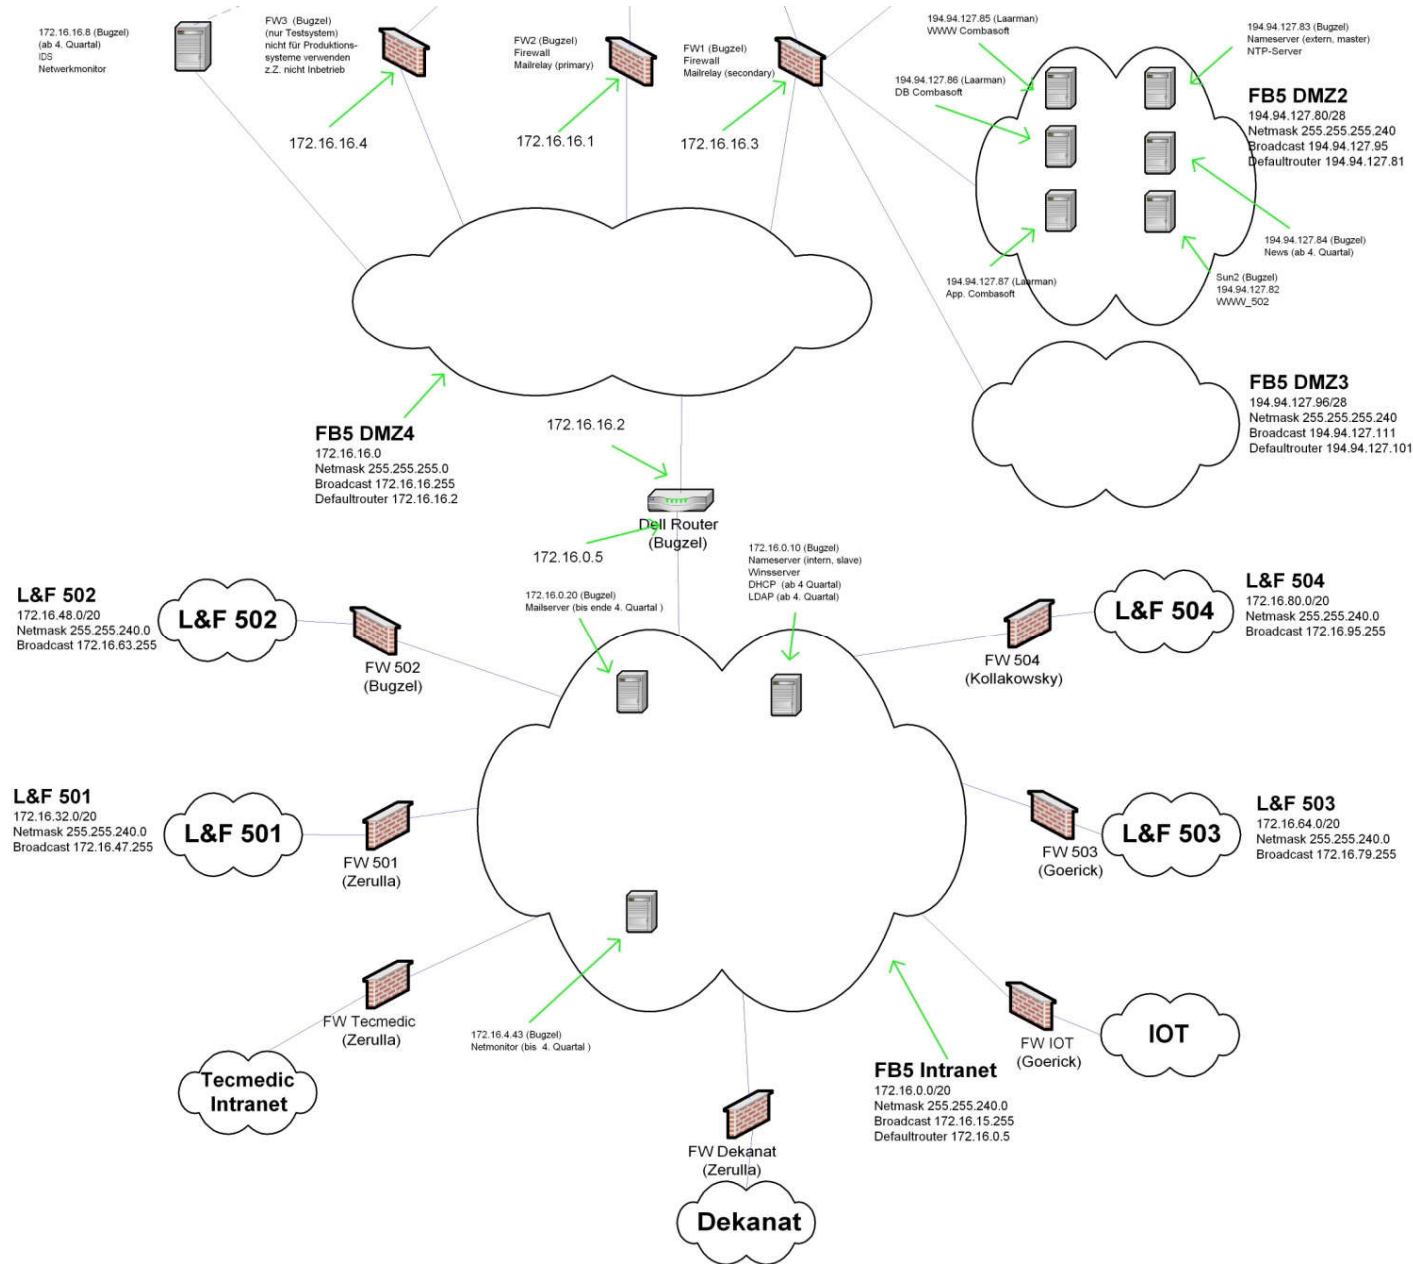 172.16.16.8 (Bugzel)
(ab 4. Quartal)
IDS
Netwerkmonitor
FW3 (Bugzel)
(nur Testsystem)
nicht für Produktions-
systeme verwenden
z.Z. nicht Inbetrieb
172.16.16.4
FW2 (Bugzel)
Firewall
Mailrelay (primary)
172.16.16.1
FW1 (Bugzel)
Firewall
Mailrelay (secondary)
172.16.16.3
194.94.127.85 (Laarman)
WWW Combasoft
194.94.127.86 (Laarman)
DB Combasoft
194.94.127.83 (Bugzel)
Nameserver (extern, master)
NTP-Server
FB5 DMZ2
194.94.127.80/28
Netmask 255.255.255.240
Broadcast 194.94.127.95
Defaultrouter 194.94.127.81
194.94.127.84 (Bugzel)
News (ab 4. Quartal)
194.94.127.87 (Laarman)
App. Combasoft
Sun2 (Bugzel)
194.94.127.82
WWW_502
FB5 DMZ3
194.94.127.96/28
Netmask 255.255.255.240
Broadcast 194.94.127.111
Defaultrouter 194.94.127.101
FB5 DMZ4
172.16.16.0
Netmask 255.255.255.0
Broadcast 172.16.16.255
Defaultrouter 172.16.16.2
172.16.16.2
Dell Router
(Bugzel)
172.16.0.5
172.16.0.20 (Bugzel)
Mailserver (bis ende 4. Quartal )
172.16.0.10 (Bugzel)
Nameserver (intern, slave)
Winsserver
DHCP (ab 4 Quartal)
LDAP (ab 4. Quartal)
L&F 502
172.16.48.0/20
Netmask 255.255.240.0
Broadcast 172.16.63.255
L&F 502
FW 502
(Bugzel)
FW 504
(Kollakowsky)
L&F 504
L&F 504
172.16.80.0/20
Netmask 255.255.240.0
Broadcast 172.16.95.255
L&F 501
172.16.32.0/20
Netmask 255.255.240.0
Broadcast 172.16.47.255
L&F 501
FW 501
(Zerulla)
FW 503
(Goerick)
L&F 503
L&F 503
172.16.64.0/20
Netmask 255.255.240.0
Broadcast 172.16.79.255
FW Tecmedic
(Zerulla)
Tecmedic
Intranet
172.16.4.43 (Bugzel)
Netmonitor (bis 4. Quartal )
FW IOT
(Goerick)
IOT
FB5 Intranet
172.16.0.0/20
Netmask 255.255.240.0
Broadcast 172.16.15.255
Defaultrouter 172.16.0.5
FW Dekanat
(Zerulla)
Dekanat